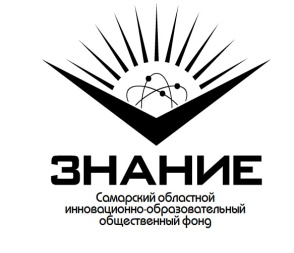 ЗНАНИЕ
Самарский областной
инновационно-образовательный
общественный фонд